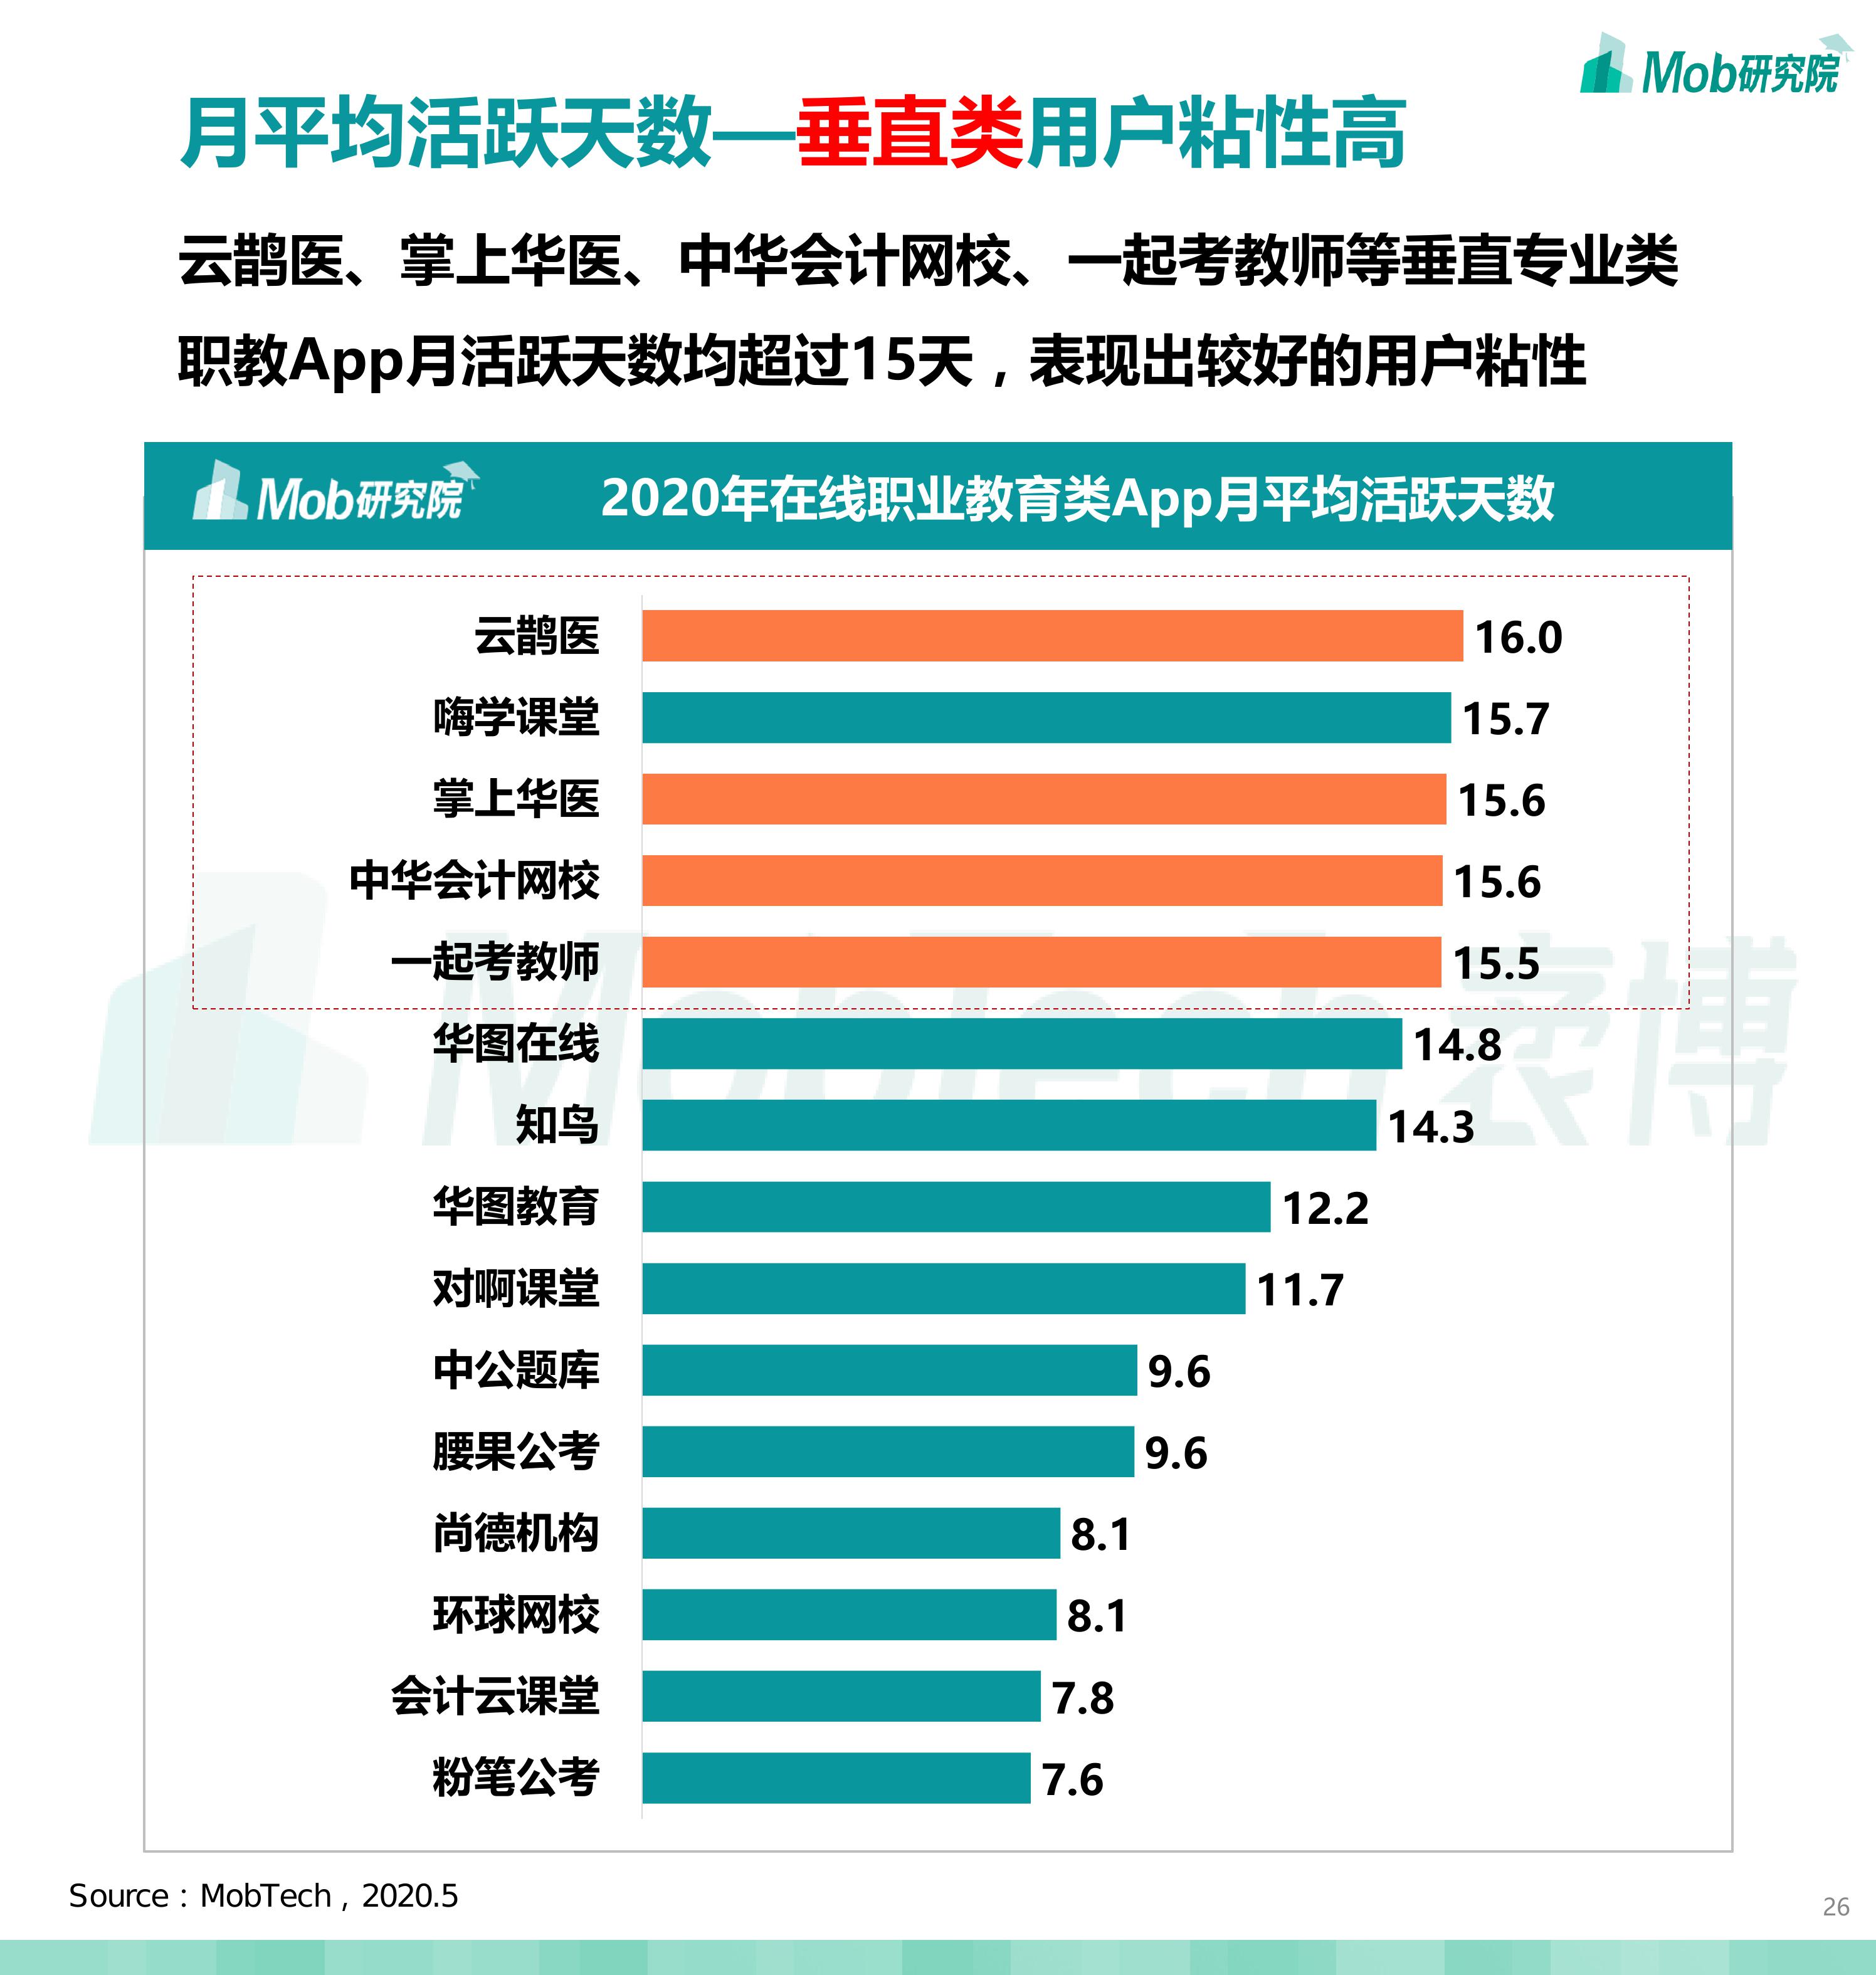 Mob研究院
月平均活跃天数—垂直类用户粘性高
云鹊医、掌上华医、中华会计网校、一起考教师等垂直专业类
职教App月活跃天数均超过15天，表现出较好的用户粘性
Mob研究院
2020年在线职业教育类App月平均活跃天数
云鹊医 16.0
嗨学课堂 15.7
掌上华医 15.6
中华会计网校 15.6
一起考教师 15.5
华图在线 14.8
知鸟 14.3
华图教育 12.2
对啊课堂 11.7
中公题库 9.6
腰果公考 9.6
尚德机构 8.1
环球网校 8.1
会计云课堂 7.8
粉笔公考 7.6
MobTech 袤博
Source：MobTech，2020.5
26